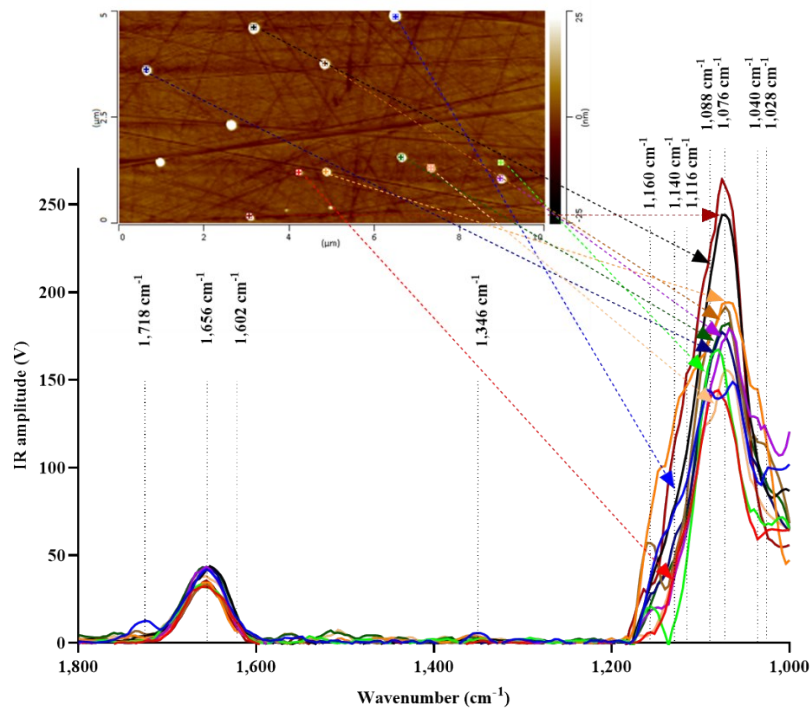 5
2.5
0
(µm)
0
2
4
6
8
10
(µm)
25
0
25
(nm)
1,718 cm⁻¹
1,656 cm⁻¹
1,602 cm⁻¹
1,346 cm⁻¹
1,160 cm⁻¹
1,140 cm⁻¹
1,116 cm⁻¹
1,088 cm⁻¹
1,076 cm⁻¹
1,040 cm⁻¹
1,028 cm⁻¹
IR amplitude (V)
250
200
150
100
50
0
1,800
1,600
1,400
1,200
1,000
Wavenumber (cm⁻¹)